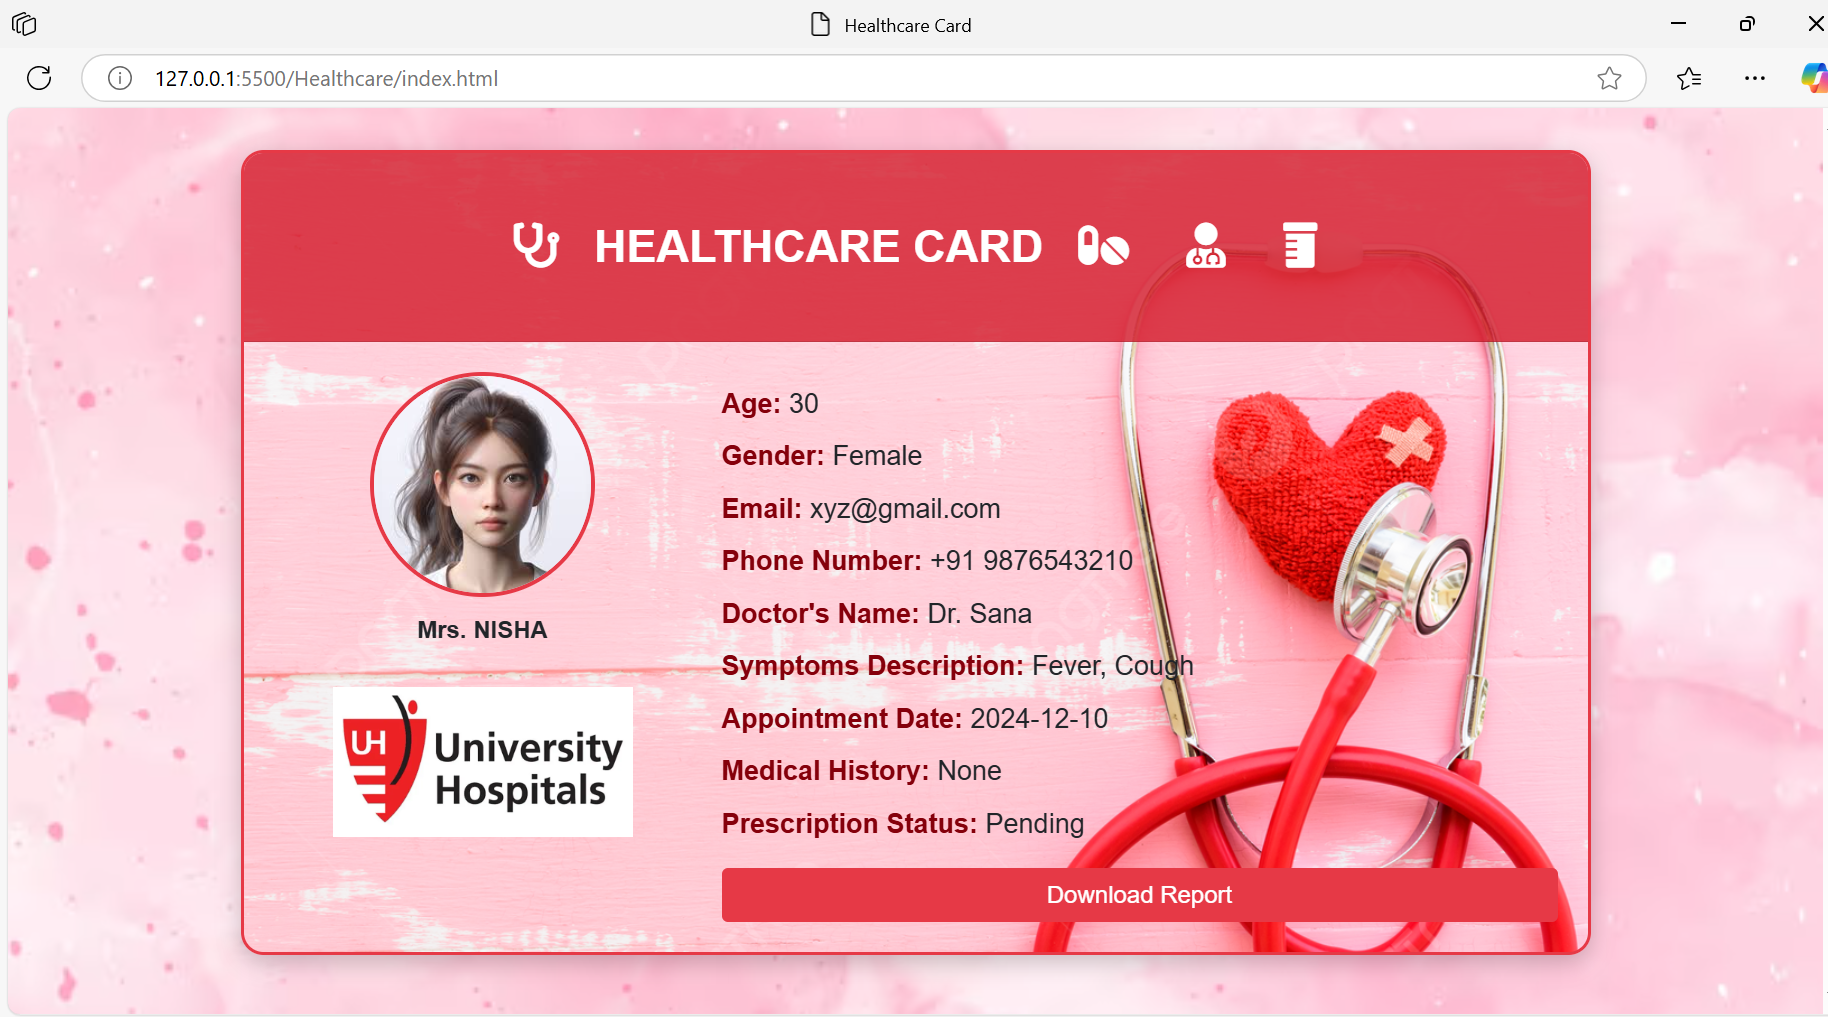 Healthcare Card
127.0.0.1:5500/Healthcare/index.html
HEALTHCARE CARD
Age: 30
Gender: Female
Email: xyz@gmail.com
Phone Number: +91 9876543210
Doctor's Name: Dr. Sana
Mrs. NISHA
Symptoms Description: Fever, Cough
Appointment Date: 2024-12-10
UH University
Hospitals
Medical History: None
Prescription Status: Pending
Download Report